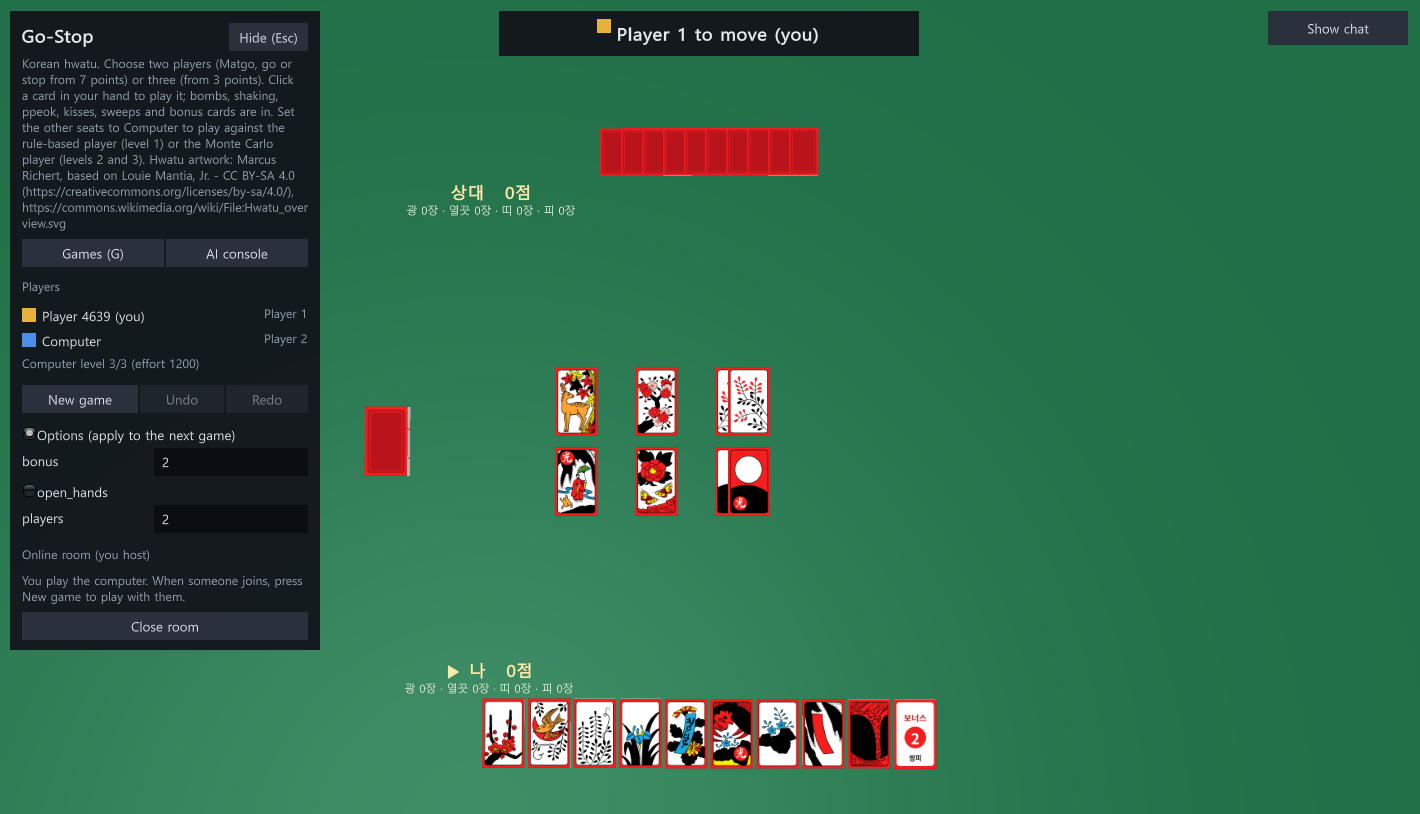 Go-Stop
Hide (Esc)
Korean hwatu. Choose two players (Matgo, go or
stop from 7 points) or three (from 3 points). Click
a card in your hand to play it; bombs, shaking,
ppeok, kisses, sweeps and bonus cards are in. Set
the other seats to Computer to play against the
rule-based player (level 1) or the Monte Carlo
player (levels 2 and 3). Hwatu artwork: Marcus
Richert, based on Louie Mantia, Jr. - CC BY-SA 4.0
(https://creativecommons.org/licenses/by-sa/4.0/),
https://commons.wikimedia.org/wiki/File:Hwatu_over
view.svg
Games (G)
AI console
Players
Player 4639 (you)
Player 1
Computer
Player 2
Computer level 3/3 (effort 1200)
New game
Undo
Redo
Options (apply to the next game)
bonus
2
open_hands
players
2
Online room (you host)
You play the computer. When someone joins, press
New game to play with them.
Close room
Player 1 to move (you)
Show chat
상대 0점
광 0장 · 열끗 0장 · 띠 0장 · 피 0장
光
光
▶ 나 0점
광 0장 · 열끗 0장 · 띠 0장 · 피 0장
청단
光
보너스
2
쌍피